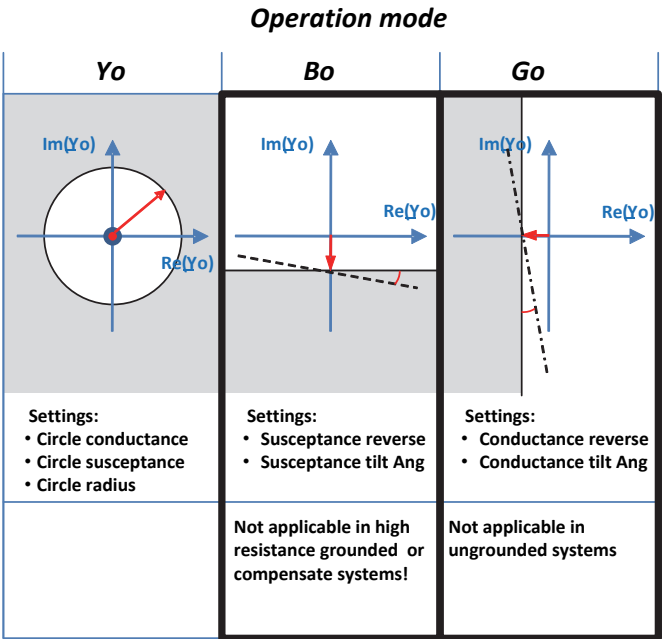 Operation mode
Yo
Bo
Go
Im(Yo)
Re(Yo)
Im(Yo)
Re(Yo)
Im(Yo)
Re(Yo)
Settings:
• Circle conductance
• Circle susceptance
• Circle radius
Settings:
• Susceptance reverse
• Susceptance tilt Ang
Settings:
• Conductance reverse
• Conductance tilt Ang
Not applicable in high
resistance grounded or
compensate systems!
Not applicable in
ungrounded systems